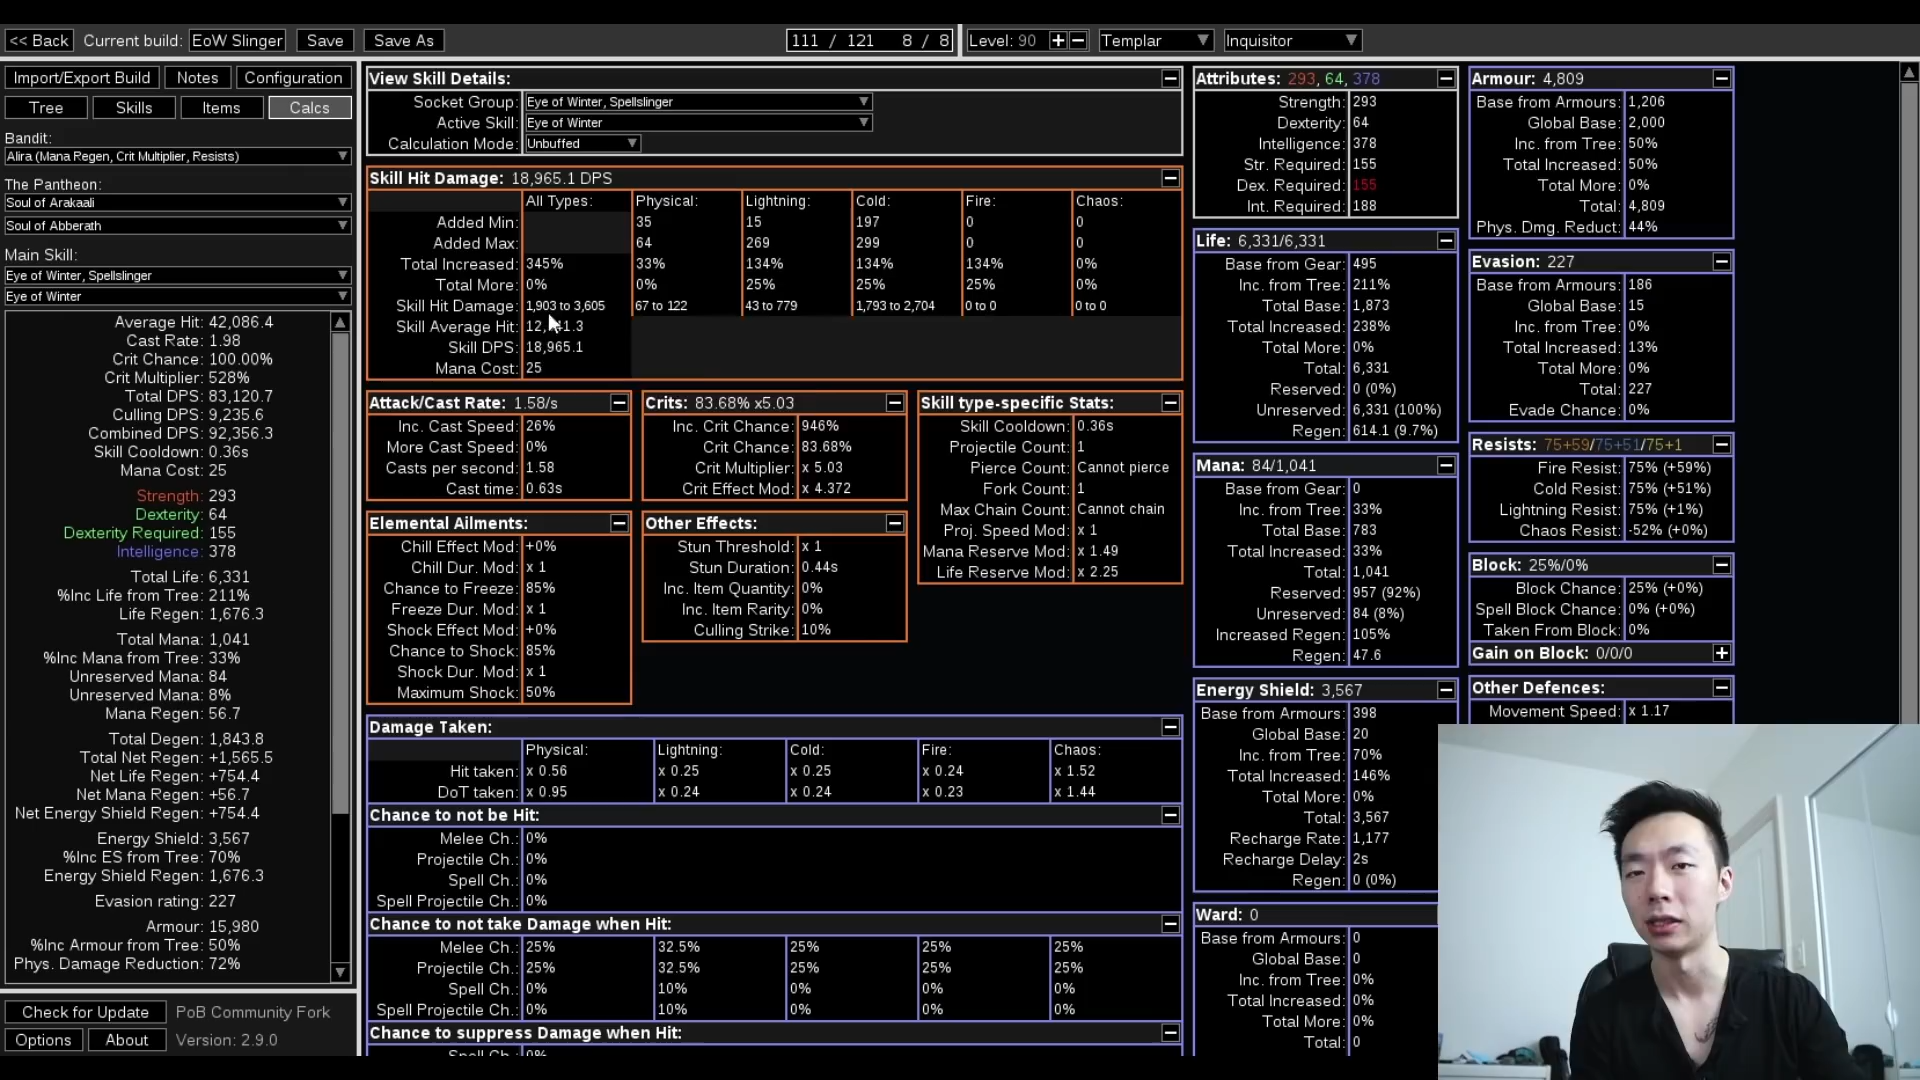 << Back Current build: EoW Slinger Save Save As 111 / 121 8 / 8 Level: 90 + − Templar Inquisitor
Import/Export Build Notes Configuration
Tree Skills Items Calcs
Bandit:
Alira (Mana Regen, Crit Multiplier, Resists)
The Pantheon:
Soul of Arakaali
Soul of Abberath
Main Skill:
Eye of Winter, Spellslinger
Eye of Winter
Average Hit: 42,086.4
Cast Rate: 1.98
Crit Chance: 100.00%
Crit Multiplier: 528%
Total DPS: 83,120.7
Culling DPS: 9,235.6
Combined DPS: 92,356.3
Skill Cooldown: 0.36s
Mana Cost: 25
Strength: 293
Dexterity: 64
Dexterity Required: 155
Intelligence: 378
Total Life: 6,331
%Inc Life from Tree: 211%
Life Regen: 1,676.3
Total Mana: 1,041
%Inc Mana from Tree: 33%
Unreserved Mana: 84
Unreserved Mana: 8%
Mana Regen: 56.7
Total Degen: 1,843.8
Total Net Regen: +1,565.5
Net Life Regen: +754.4
Net Mana Regen: +56.7
Net Energy Shield Regen: +754.4
Energy Shield: 3,567
%Inc ES from Tree: 70%
Energy Shield Regen: 1,676.3
Evasion rating: 227
Armour: 15,980
%Inc Armour from Tree: 50%
Phys. Damage Reduction: 72%
Check for Update PoB Community Fork
Options About Version: 2.9.0
View Skill Details:
Socket Group: Eye of Winter, Spellslinger
Active Skill: Eye of Winter
Calculation Mode: Unbuffed
Skill Hit Damage: 18,965.1 DPS
All Types: Physical: Lightning: Cold: Fire: Chaos:
Added Min: 35 15 197 0 0
Added Max: 64 269 299 0 0
Total Increased: 345% 33% 134% 134% 134% 0%
Total More: 0% 0% 25% 25% 25% 0%
Skill Hit Damage: 1,903 to 3,605 67 to 122 43 to 779 1,793 to 2,704 0 to 0 0 to 0
Skill Average Hit:
Skill DPS: 18,965.1
Mana Cost: 25
Attack/Cast Rate: 1.58/s
Inc. Cast Speed: 26%
More Cast Speed: 0%
Casts per second: 1.58
Cast time: 0.63s
Crits: 83.68% x5.03
Inc. Crit Chance: 946%
Crit Chance: 83.68%
Crit Multiplier: x 5.03
Crit Effect Mod: x 4.372
Skill type-specific Stats:
Skill Cooldown: 0.36s
Projectile Count: 1
Pierce Count: Cannot pierce
Fork Count: 1
Max Chain Count: Cannot chain
Proj. Speed Mod: x 1
Mana Reserve Mod: x 1.49
Life Reserve Mod: x 2.25
Elemental Ailments:
Chill Effect Mod: +0%
Chill Dur. Mod: x 1
Chance to Freeze: 85%
Freeze Dur. Mod: x 1
Shock Effect Mod: +0%
Chance to Shock: 85%
Shock Dur. Mod: x 1
Maximum Shock: 50%
Other Effects:
Stun Threshold: x 1
Stun Duration: 0.44s
Inc. Item Quantity: 0%
Inc. Item Rarity: 0%
Culling Strike: 10%
Damage Taken:
Physical: Lightning: Cold: Fire: Chaos:
Hit taken: x 0.56 x 0.25 x 0.25 x 0.24 x 1.52
DoT taken: x 0.95 x 0.24 x 0.24 x 0.23 x 1.44
Chance to not be Hit:
Melee Ch.: 0%
Projectile Ch.: 0%
Spell Ch.: 0%
Spell Projectile Ch.: 0%
Chance to not take Damage when Hit:
Melee Ch.: 25% 32.5% 25% 25% 25%
Projectile Ch.: 25% 32.5% 25% 25% 25%
Spell Ch.: 0% 10% 0% 0% 0%
Spell Projectile Ch.: 0% 10% 0% 0% 0%
Chance to suppress Damage when Hit:
Attributes: 293, 64, 378
Strength: 293
Dexterity: 64
Intelligence: 378
Str. Required: 155
Dex. Required: 155
Int. Required: 188
Life: 6,331/6,331
Base from Gear: 495
Inc. from Tree: 211%
Total Base: 1,873
Total Increased: 238%
Total More: 0%
Total: 6,331
Reserved: 0 (0%)
Unreserved: 6,331 (100%)
Regen: 614.1 (9.7%)
Mana: 84/1,041
Base from Gear: 0
Inc. from Tree: 33%
Total Base: 783
Total Increased: 33%
Total: 1,041
Reserved: 957 (92%)
Unreserved: 84 (8%)
Increased Regen: 105%
Regen: 47.6
Energy Shield: 3,567
Base from Armours: 398
Global Base: 20
Inc. from Tree: 70%
Total Increased: 146%
Total More: 0%
Total: 3,567
Recharge Rate: 1,177
Recharge Delay: 2s
Regen: 0 (0%)
Ward: 0
Base from Armours: 0
Global Base: 0
Inc. from Tree: 0%
Total Increased: 0%
Total More: 0%
Total: 0
Armour: 4,809
Base from Armours: 1,206
Global Base: 2,000
Inc. from Tree: 50%
Total Increased: 50%
Total More: 0%
Total: 4,809
Phys. Dmg. Reduct: 44%
Evasion: 227
Base from Armours: 186
Global Base: 15
Inc. from Tree: 0%
Total Increased: 13%
Total More: 0%
Total: 227
Evade Chance: 0%
Resists: 75+59/75+51/75+1
Fire Resist: 75% (+59%)
Cold Resist: 75% (+51%)
Lightning Resist: 75% (+1%)
Chaos Resist: -52% (+0%)
Block: 25%/0%
Block Chance: 25% (+0%)
Spell Block Chance: 0% (+0%)
Taken From Block: 0%
Gain on Block: 0/0/0
Other Defences:
Movement Speed: x 1.17